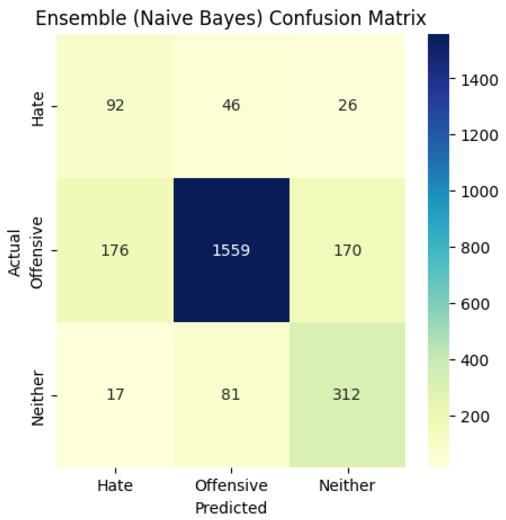 Ensemble (Naive Bayes) Confusion Matrix
Actual
Hate
92 46 26
Offensive
176 1559 170
Neither
17 81 312
Hate Offensive Neither
Predicted
1400
1200
1000
800
600
400
200